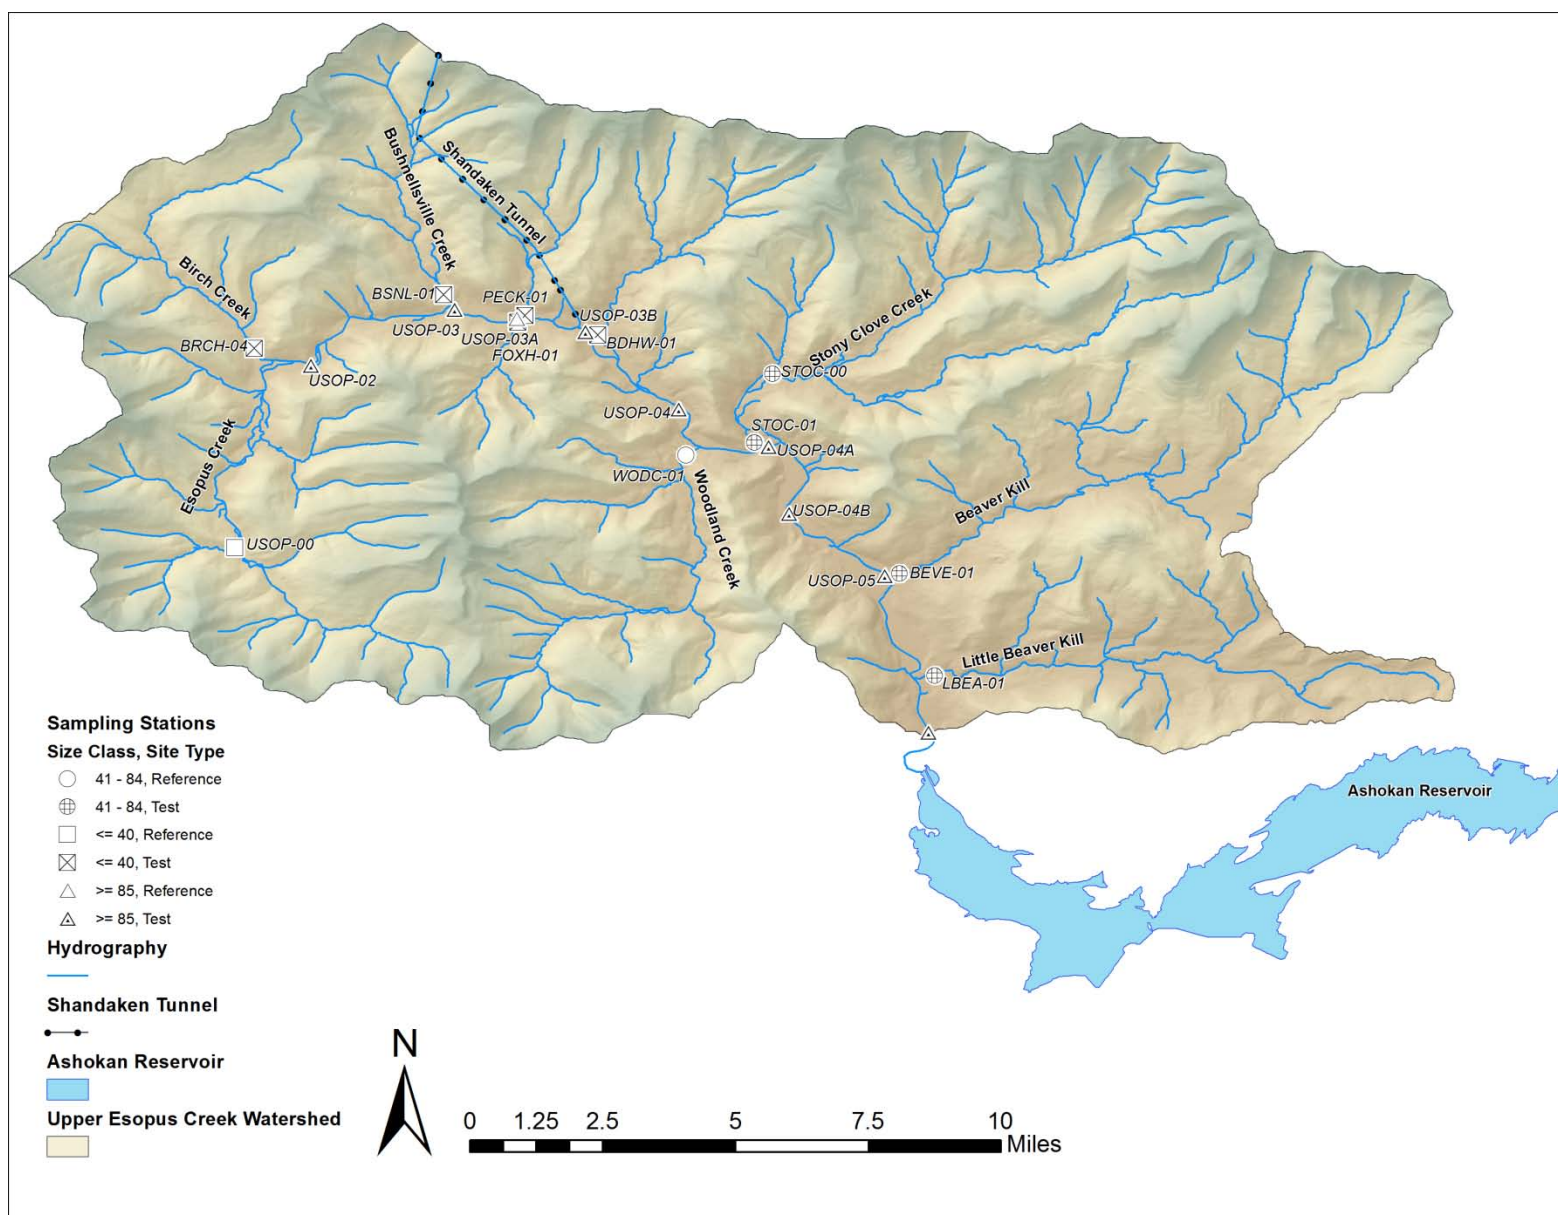 Bushnellsville Creek
Shandaken Tunnel
Birch Creek
BSNL-01
PECK-01
USOP-03
USOP-03A
FOXH-01
USOP-03B
BDHW-01
BRCH-04
USOP-02
Stony Clove Creek
STOC-00
USOP-04
STOC-01
USOP-04A
Esopus Creek
WODC-01
Woodland Creek
Beaver Kill
USOP-04B
USOP-00
USOP-05
BEVE-01
Little Beaver Kill
LBEA-01
Ashokan Reservoir
Sampling Stations
Size Class, Site Type
41 - 84, Reference
41 - 84, Test
<= 40, Reference
<= 40, Test
>= 85, Reference
>= 85, Test
Hydrography
Shandaken Tunnel
Ashokan Reservoir
Upper Esopus Creek Watershed
N
0 1.25 2.5 5 7.5 10
Miles